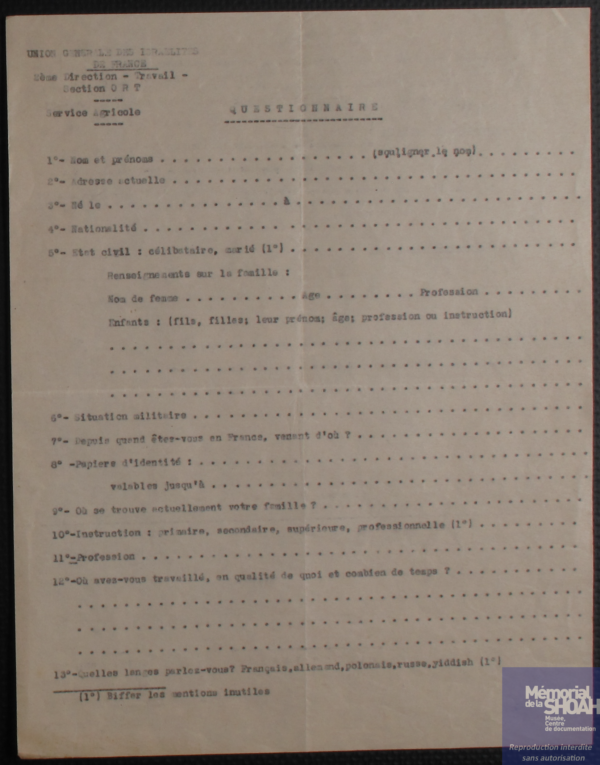 UNION GENERALE DES ISRAELITES
DE FRANCE
2ème Direction - Travail -
Section O R T
Service Agricole
QUESTIONNAIRE
1°- Nom et prénoms . . . . . . . . . . . . . . . . . . . . (souligner le nom) . . . . . . . . .
2°- Adresse actuelle . . . . . . . . . . . . . . . . . . . . . . . . . . . . . . . . . . . .
3°- Né le . . . . . . . . . . . . . . . . . à . . . . . . . . . . . . . . . . . . . . . . . . .
4°- Nationalité . . . . . . . . . . . . . . . . . . . . . . . . . . . . . . . . . . . . . .
5°- Etat civil : célibataire, marié (1°) . . . . . . . . . . . . . . . . . . . . . . . . .
Renseignements sur la famille :
Nom de femme . . . . . . . . . . . Age . . . . . . . . Profession . . . . . . . . .
Enfants : (fils, filles; leur prénom; âge; profession ou instruction)
. . . . . . . . . . . . . . . . . . . . . . . . . . . . . . . . . . . . . . . . . .
. . . . . . . . . . . . . . . . . . . . . . . . . . . . . . . . . . . . . . . . . .
. . . . . . . . . . . . . . . . . . . . . . . . . . . . . . . . . . . . . . . . . .
6°- Situation militaire . . . . . . . . . . . . . . . . . . . . . . . . . . . . . . . . . .
7°- Depuis quand êtes-vous en France, venant d'où ? . . . . . . . . . . . . . . . . . . . .
8° -Papiers d'identité : . . . . . . . . . . . . . . . . . . . . . . . . . . . . . . . . . .
valables jusqu'à . . . . . . . . . . . . . . . . . . . . . . . . . . . . . . . . .
9°- Où se trouve actuellement votre famille ? . . . . . . . . . . . . . . . . . . . . . . .
10°-Instruction : primaire, secondaire, supérieure, professionnelle (1°) . . . . . . . . .
11°-Profession . . . . . . . . . . . . . . . . . . . . . . . . . . . . . . . . . . . . . . .
12°-Où avez-vous travaillé, en qualité de quoi et combien de temps ? . . . . . . . . . . .
. . . . . . . . . . . . . . . . . . . . . . . . . . . . . . . . . . . . . . . . . . . . .
. . . . . . . . . . . . . . . . . . . . . . . . . . . . . . . . . . . . . . . . . . . . .
. . . . . . . . . . . . . . . . . . . . . . . . . . . . . . . . . . . . . . . . . . . . .
13°-Quelles langes parlez-vous? Français,allemand,polonais,russe,yiddish (1°)
(1°) Biffer les mentions inutiles
Mémorial
de la SHOAH
Musée,
Centre
de documentation
Reproduction interdite
sans autorisation